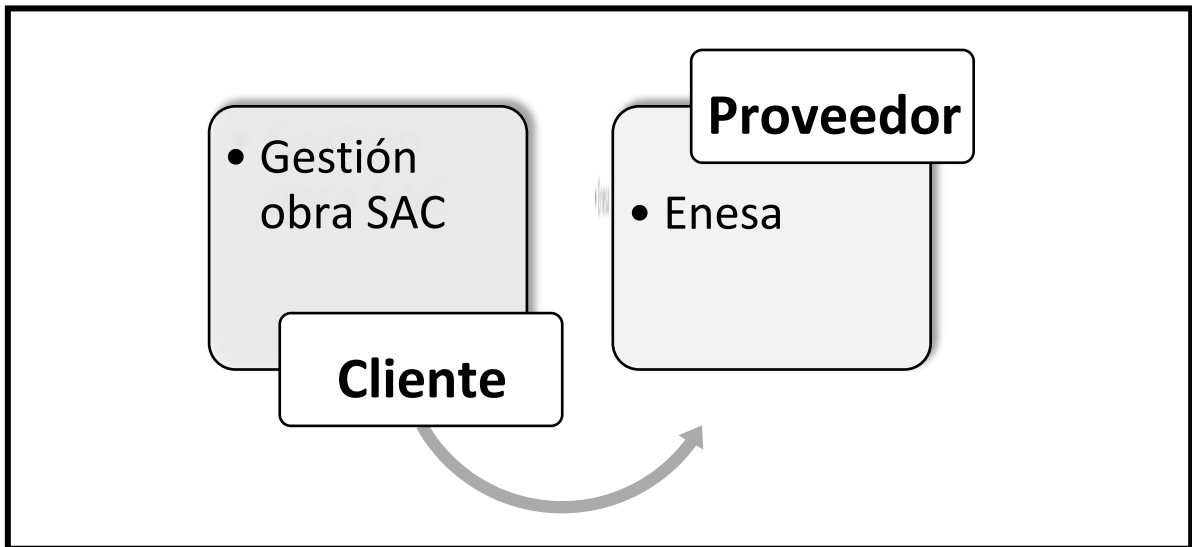 • Gestión
obra SAC
Cliente
Proveedor
• Enesa